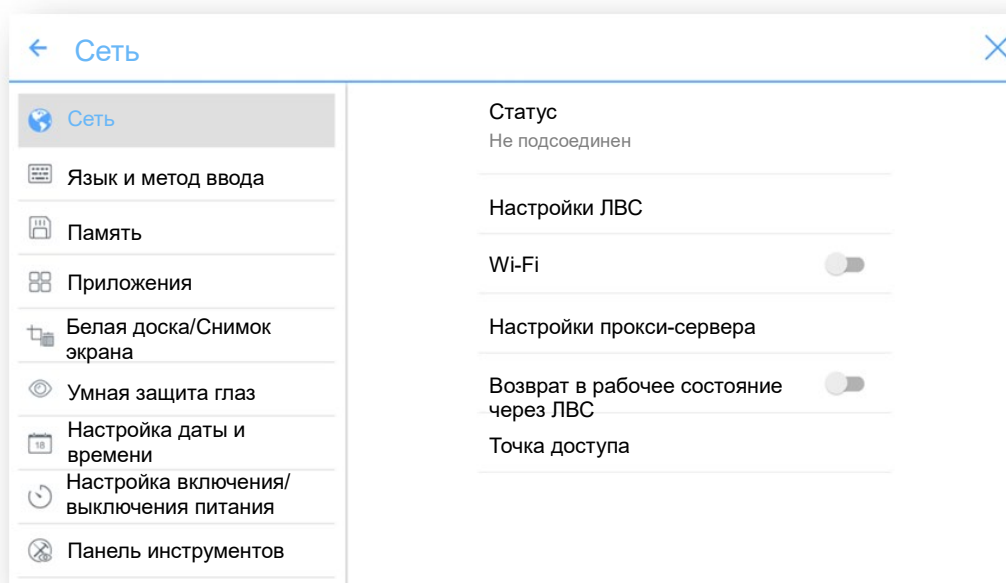 Сеть
Сеть
Язык и метод ввода
Память
Приложения
Белая доска/Снимок
экрана
Умная защита глаз
18
Настройка даты и
времени
Настройка включения/
выключения питания
Панель инструментов
Статус
Не подсоединен
Настройки ЛВС
Wi-Fi
Настройки прокси-сервера
Возврат в рабочее состояние
через ЛВС
Точка доступа